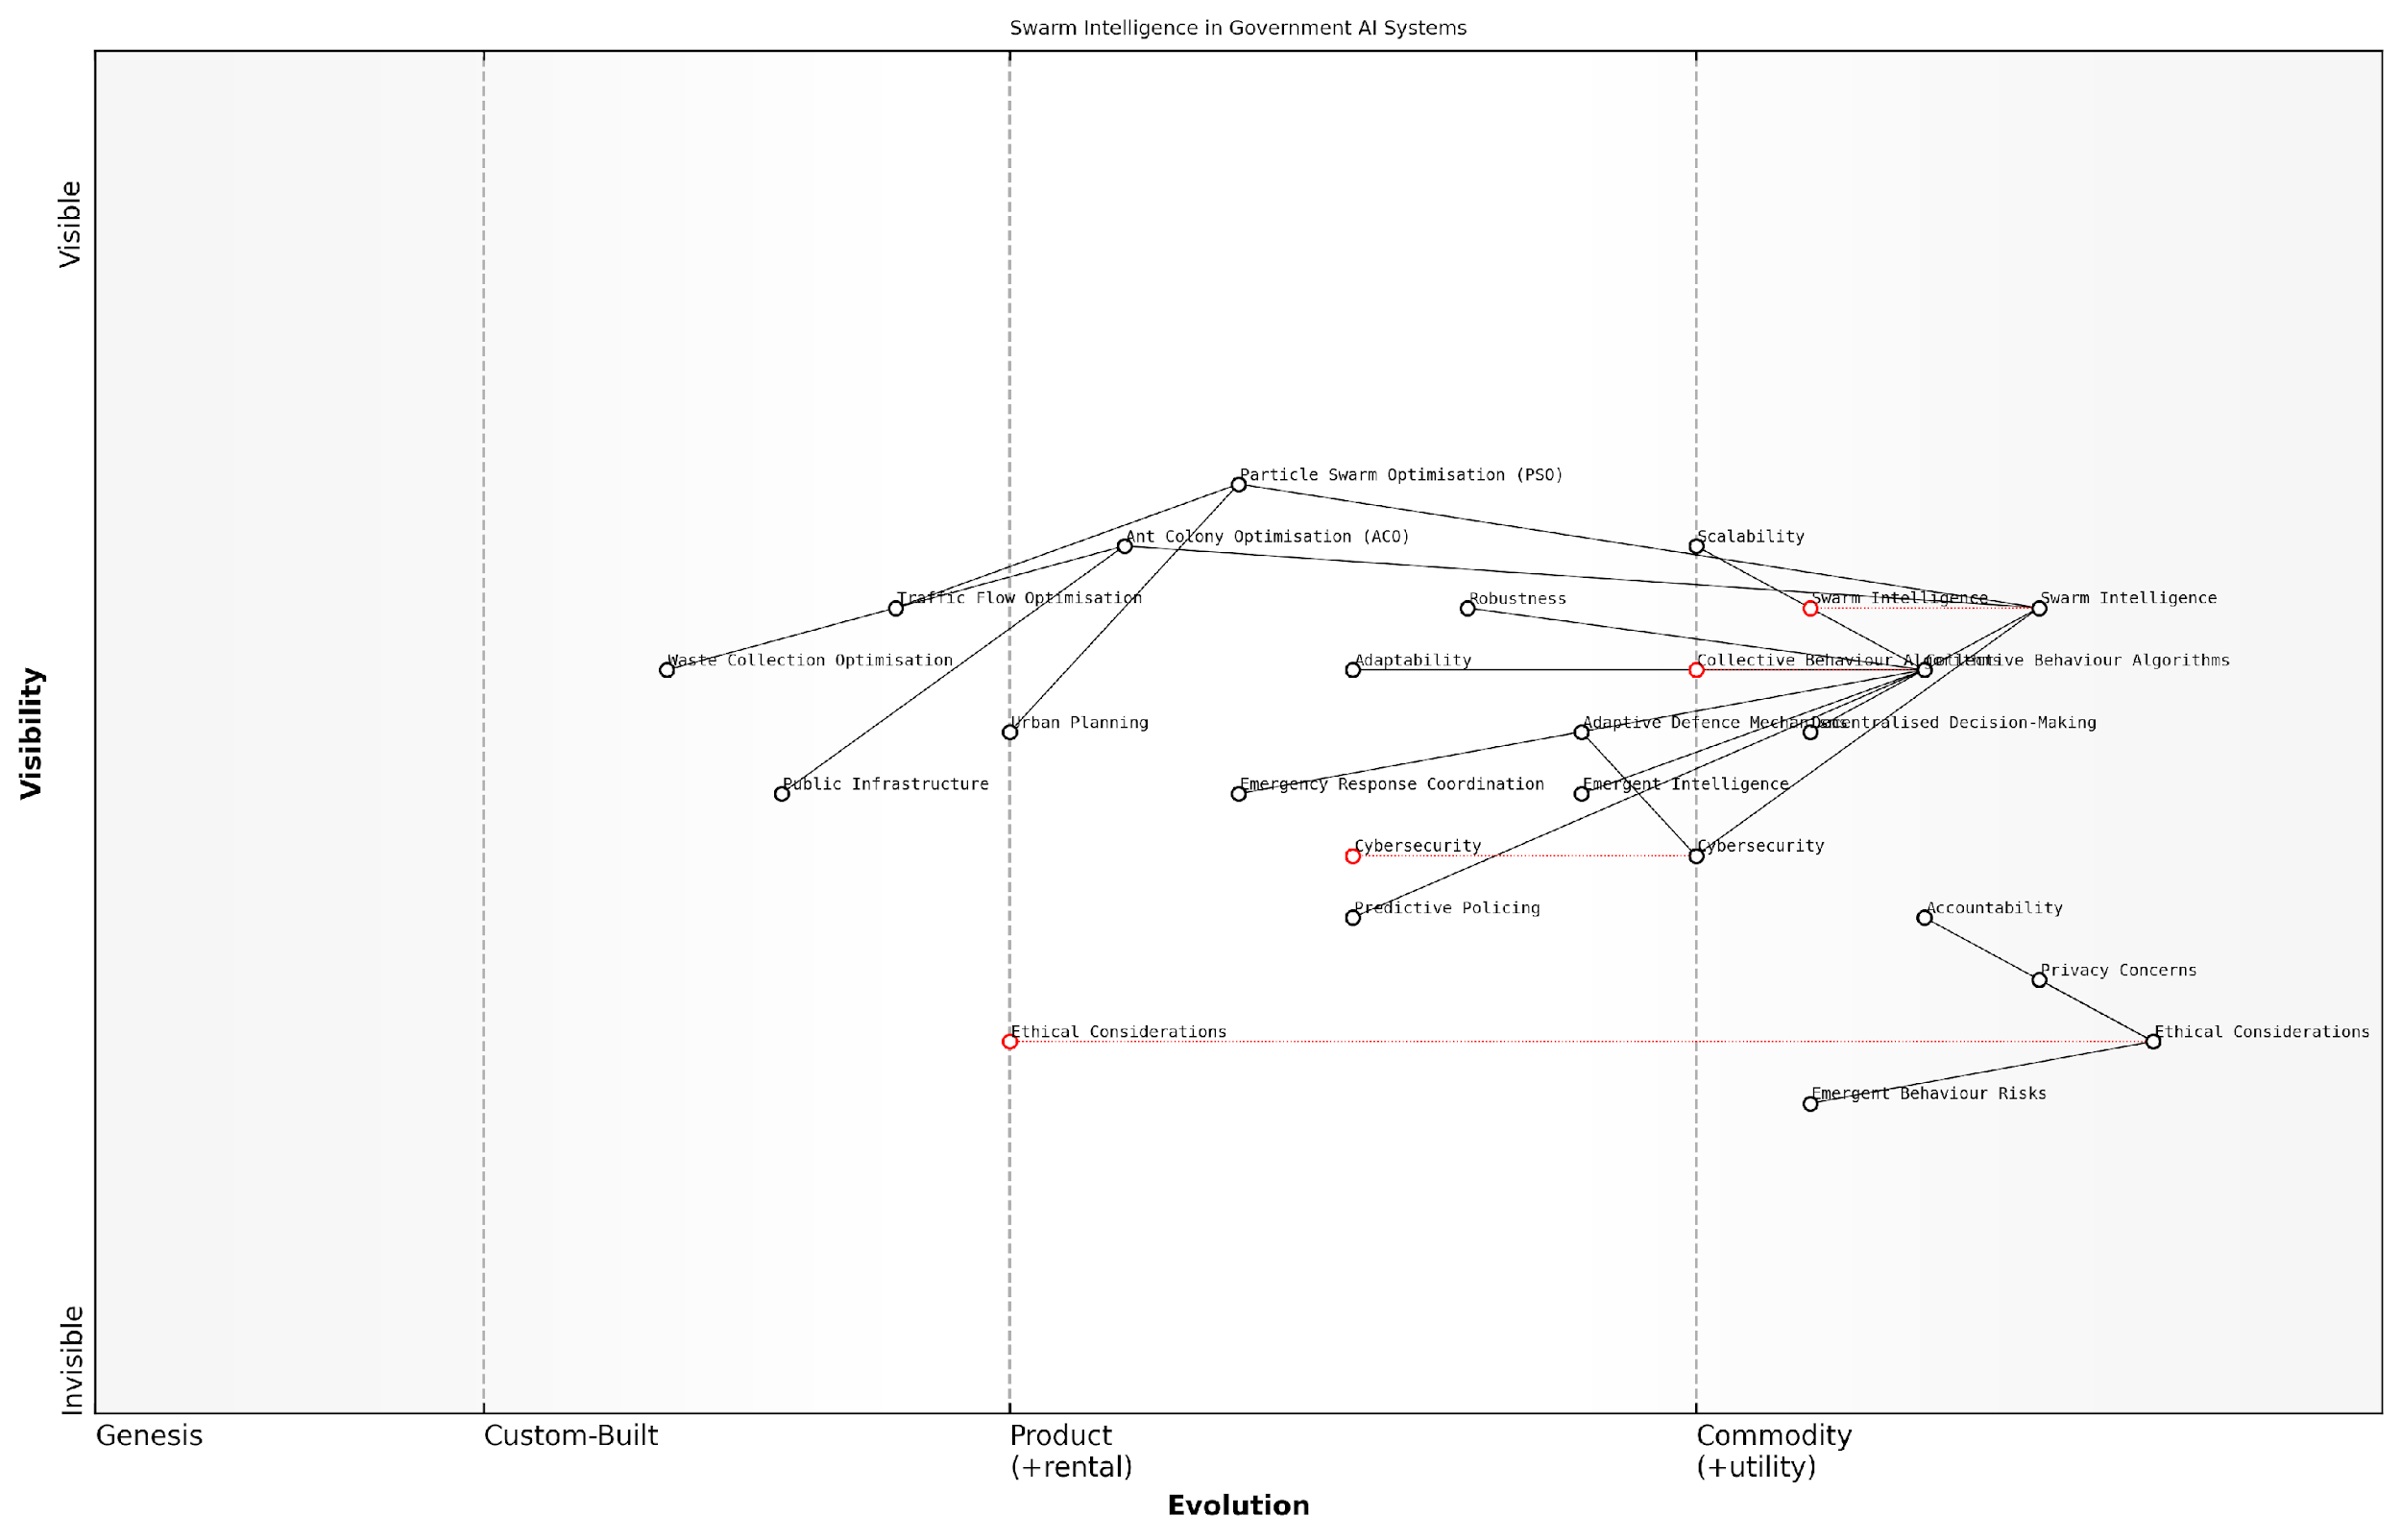 Swarm Intelligence in Government AI Systems
Visible
Particle Swarm Optimisation (PSO)
Ant Colony Optimisation (ACO)
Scalability
Traffic Flow Optimisation
Robustness
Swarm Intelligence
Swarm Intelligence
Waste Collection Optimisation
Adaptability
Collective Behaviour Algorithms
Collective Behaviour Algorithms
Urban Planning
Adaptive Defence Mechanisms
Decentralised Decision-Making
Visibility
Public Infrastructure
Emergency Response Coordination
Emergent Intelligence
Cybersecurity
Cybersecurity
Predictive Policing
Accountability
Privacy Concerns
Ethical Considerations
Ethical Considerations
Emergent Behaviour Risks
Invisible
Genesis
Custom-Built
Product
(+rental)
Commodity
(+utility)
Evolution